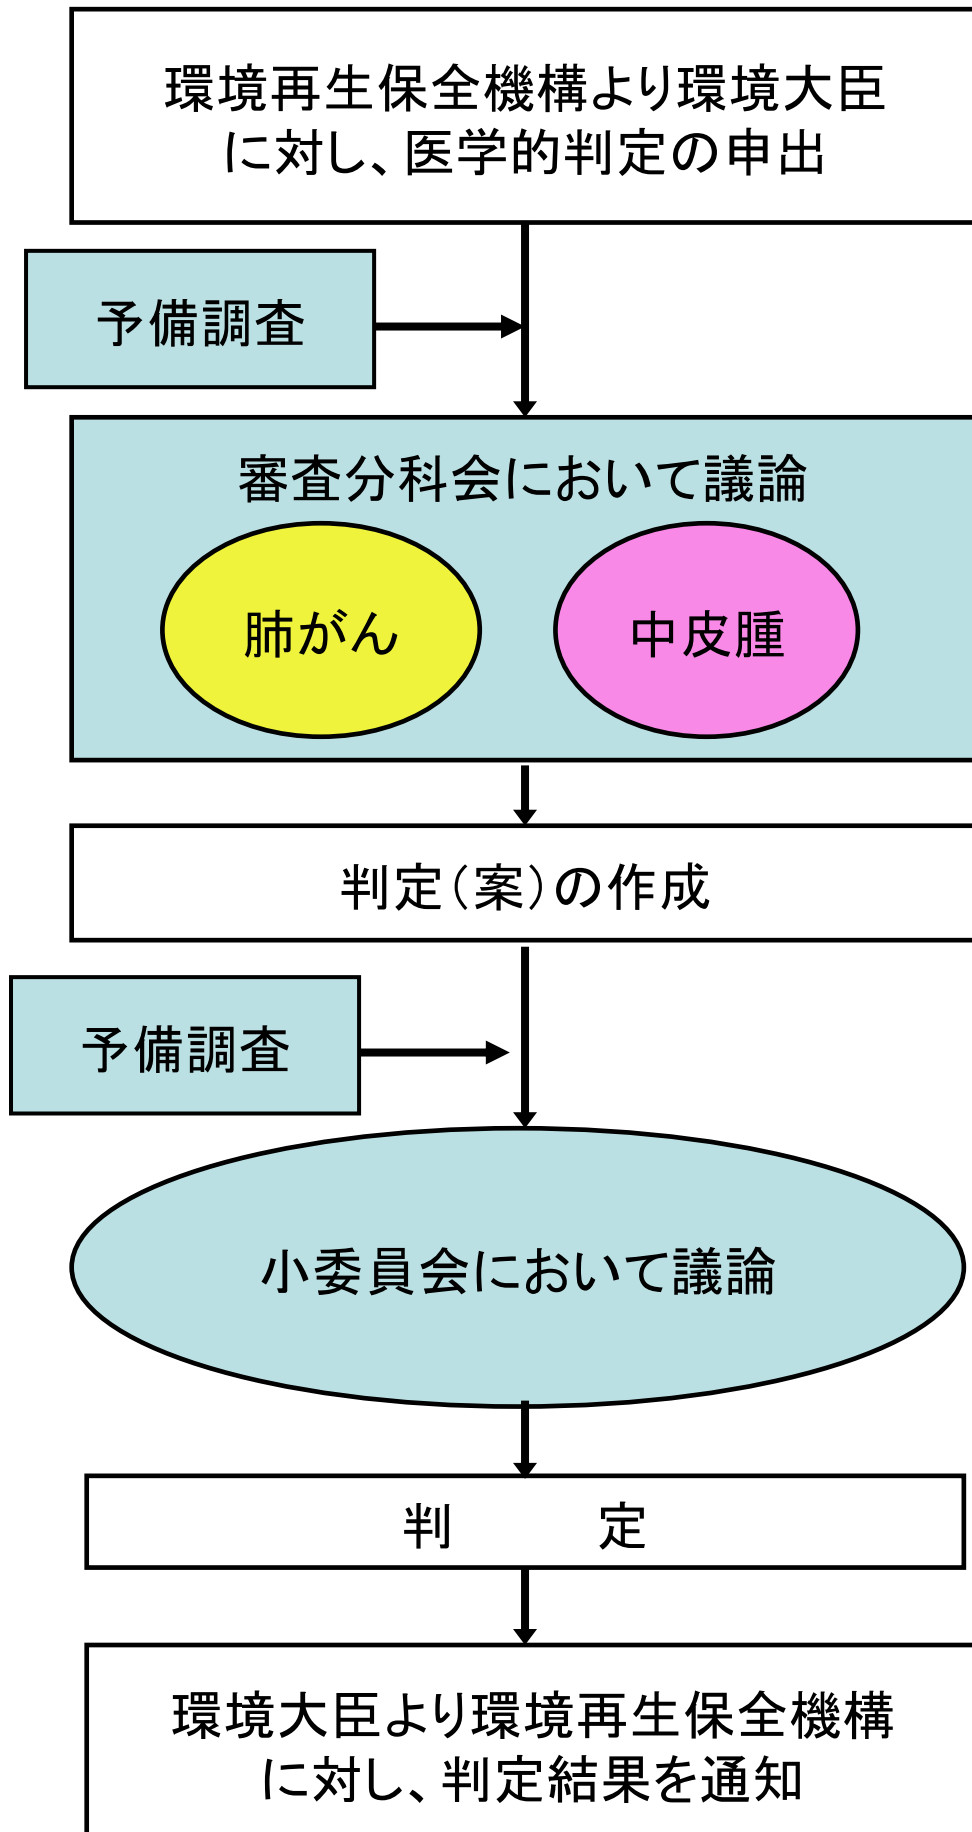 環境再生保全機構より環境大臣
に対し、医学的判定の申出
予備調査
審査分科会において議論
肺がん
中皮腫
判定(案)の作成
予備調査
小委員会において議論
判　定
環境大臣より環境再生保全機構
に対し、判定結果を通知